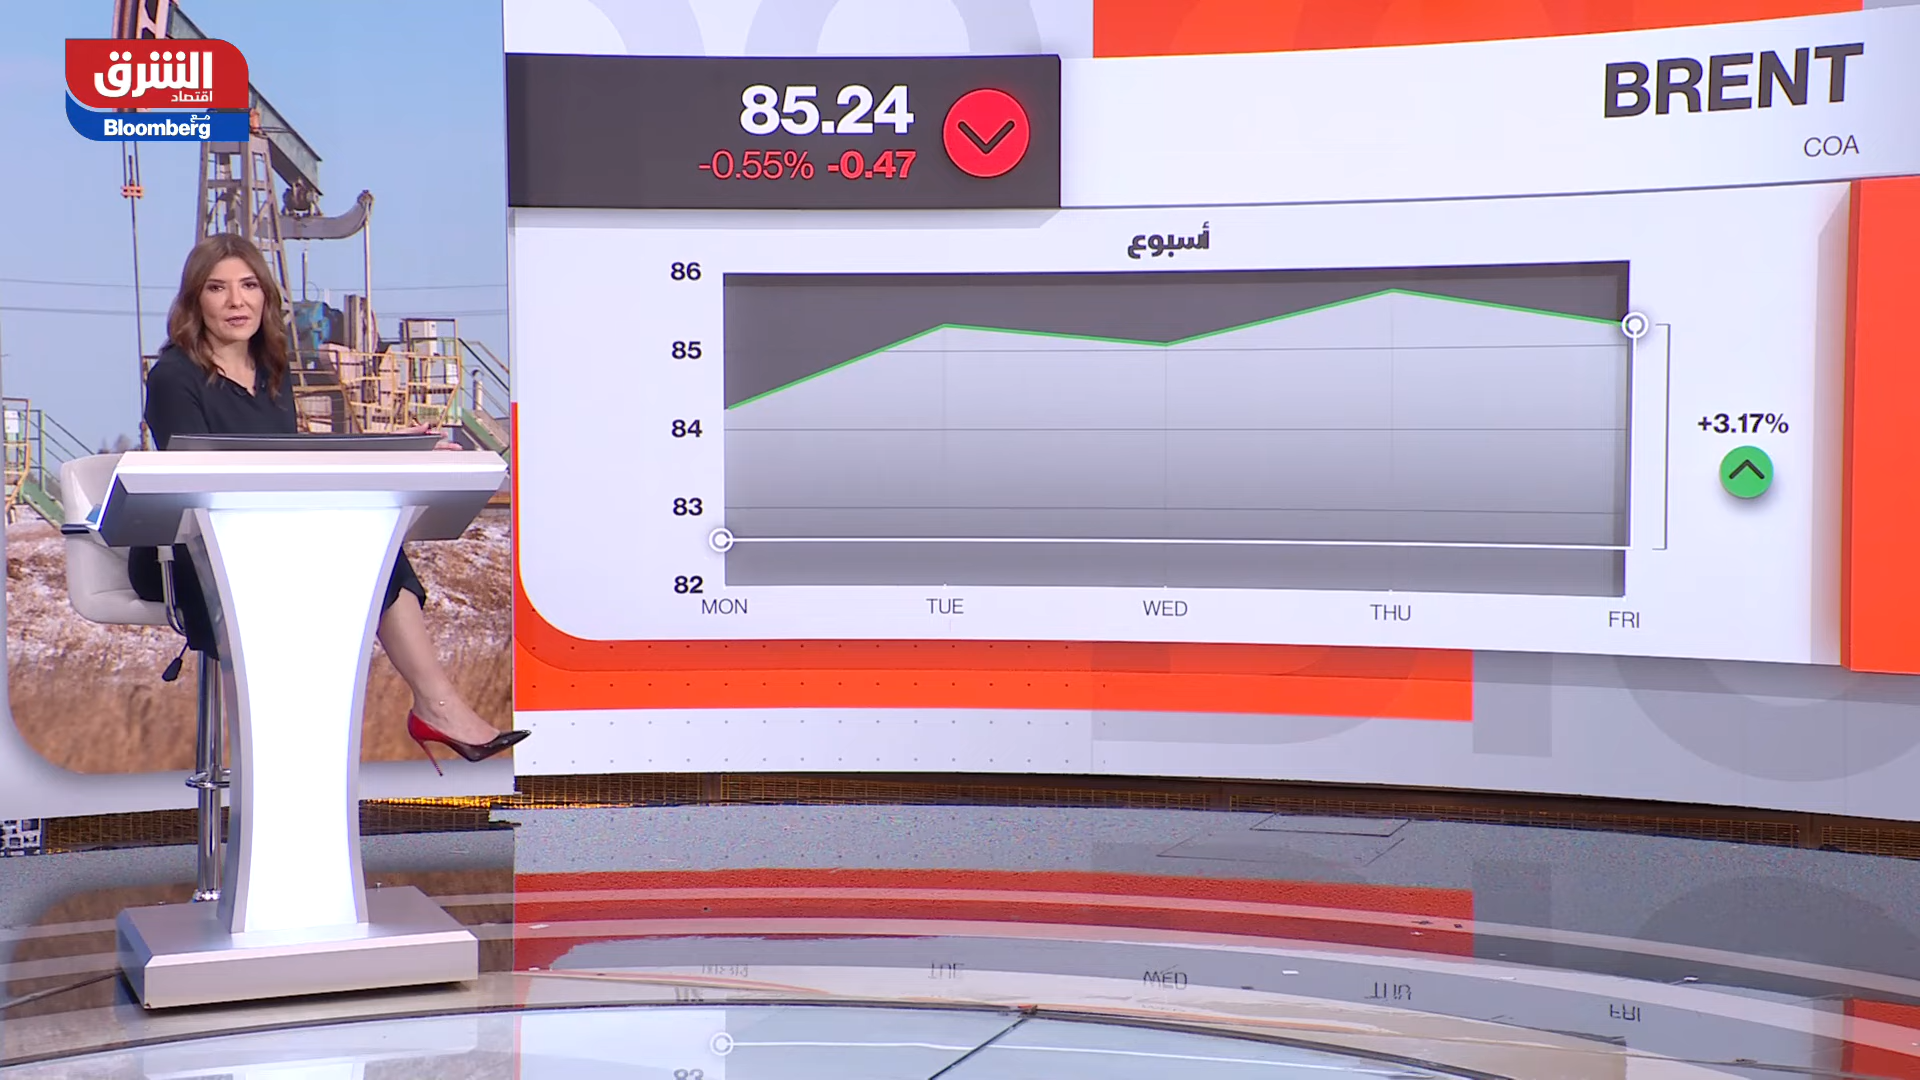 الشرق
اقتصاد
مع
Bloomberg
BRENT
COA
85.24
-0.55% -0.47
أسبوع
86
85
84
83
82
MON TUE WED THU FRI
+3.17%